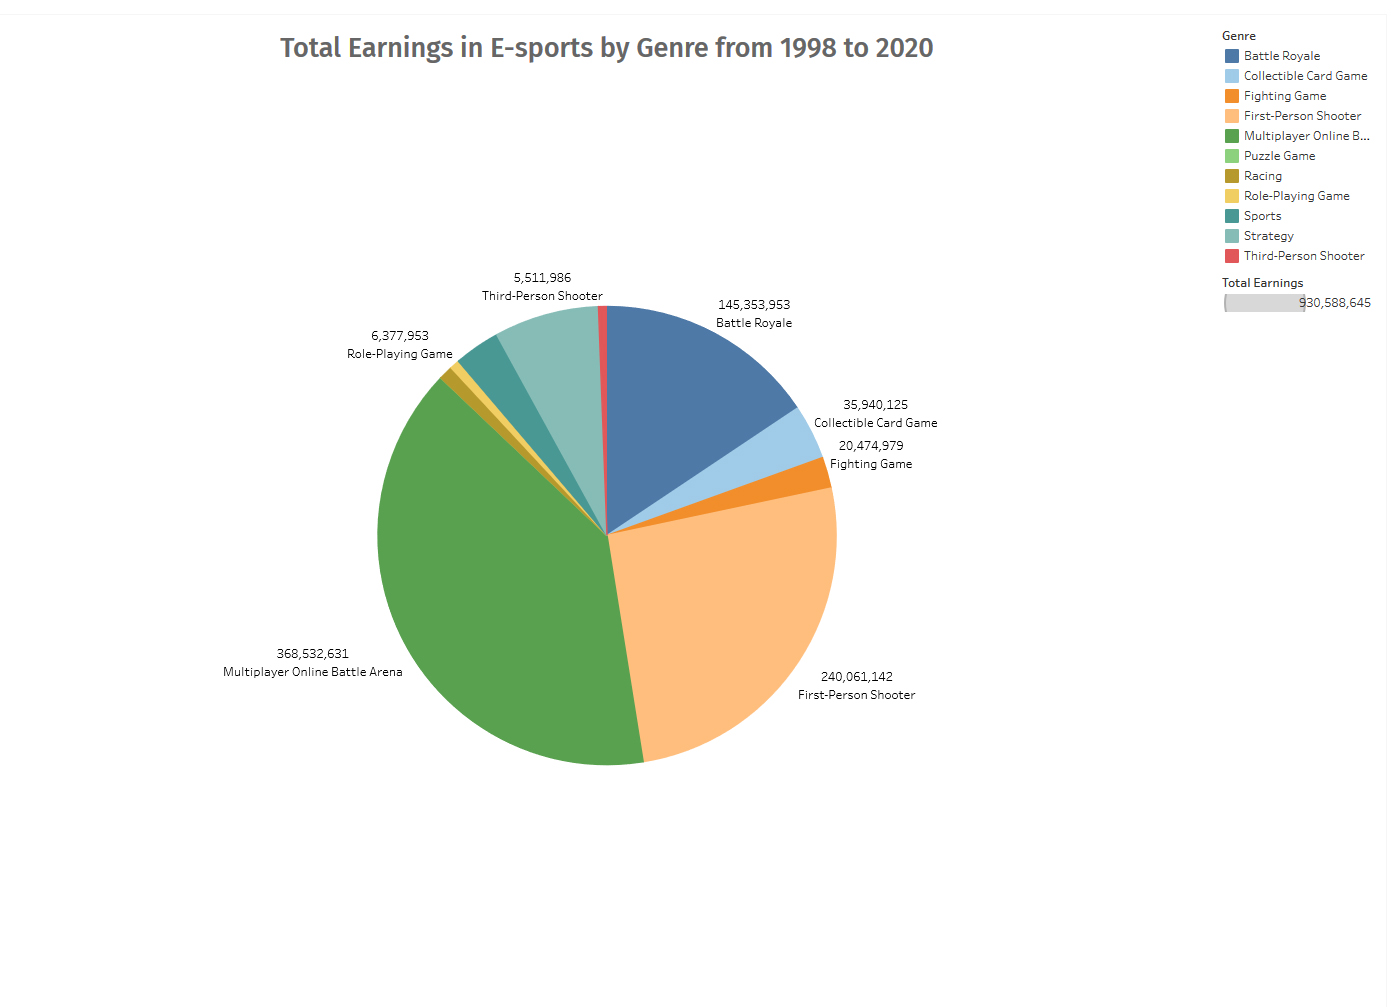 Total Earnings in E-sports by Genre from 1998 to 2020
Genre
Battle Royale
Collectible Card Game
Fighting Game
First-Person Shooter
Multiplayer Online B...
Puzzle Game
Racing
Role-Playing Game
Sports
Strategy
Third-Person Shooter
Total Earnings
930,588,645
5,511,986
Third-Person Shooter
145,353,953
Battle Royale
6,377,953
Role-Playing Game
35,940,125
Collectible Card Game
20,474,979
Fighting Game
368,532,631
Multiplayer Online Battle Arena
240,061,142
First-Person Shooter